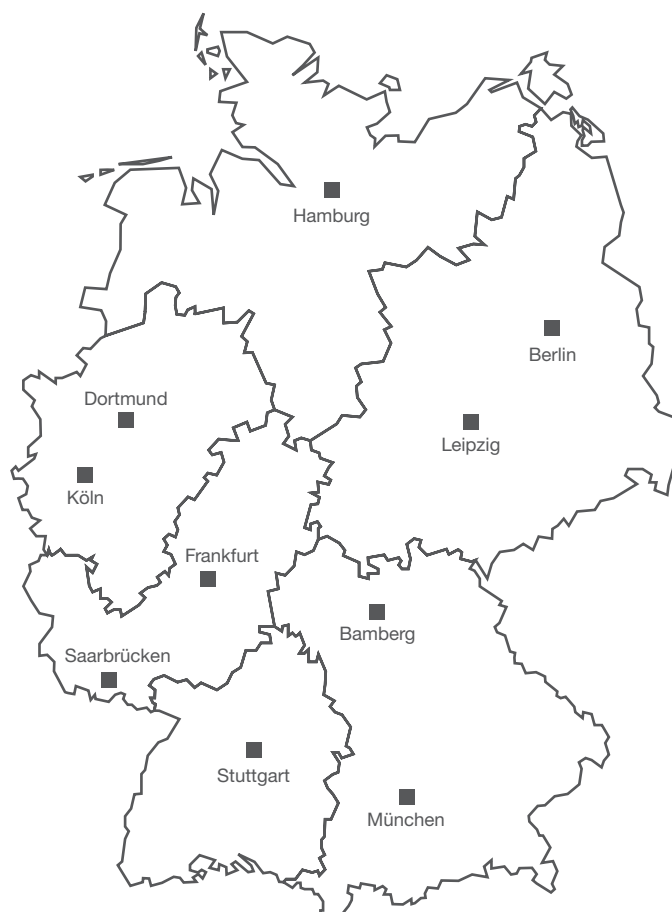 Hamburg
Berlin
Dortmund
Leipzig
Köln
Frankfurt
Bamberg
Saarbrücken
Stuttgart
München